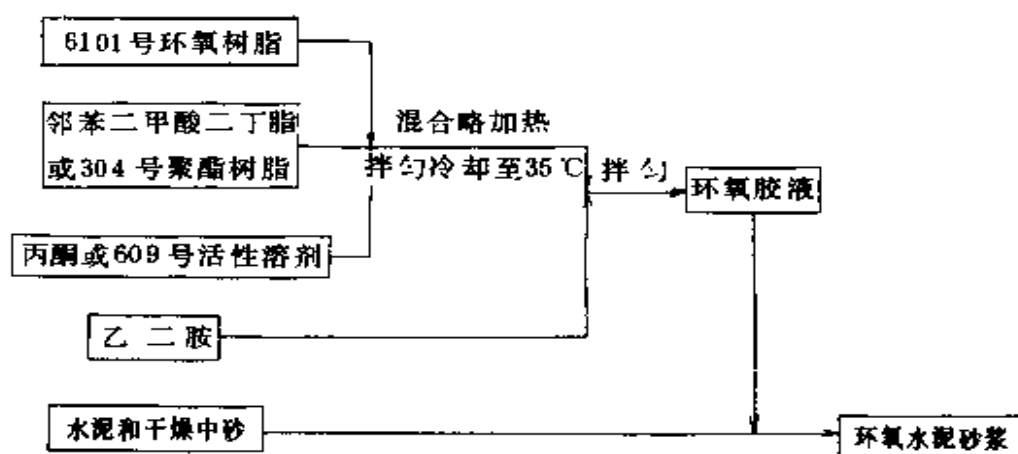 6101号环氧树脂
邻苯二甲酸二丁脂
或304号聚酯树脂
混合略加热
拌匀冷却至35℃
拌匀
环氧胶液
丙酮或609号活性溶剂
乙二胺
水泥和干燥中砂
环氧水泥砂浆